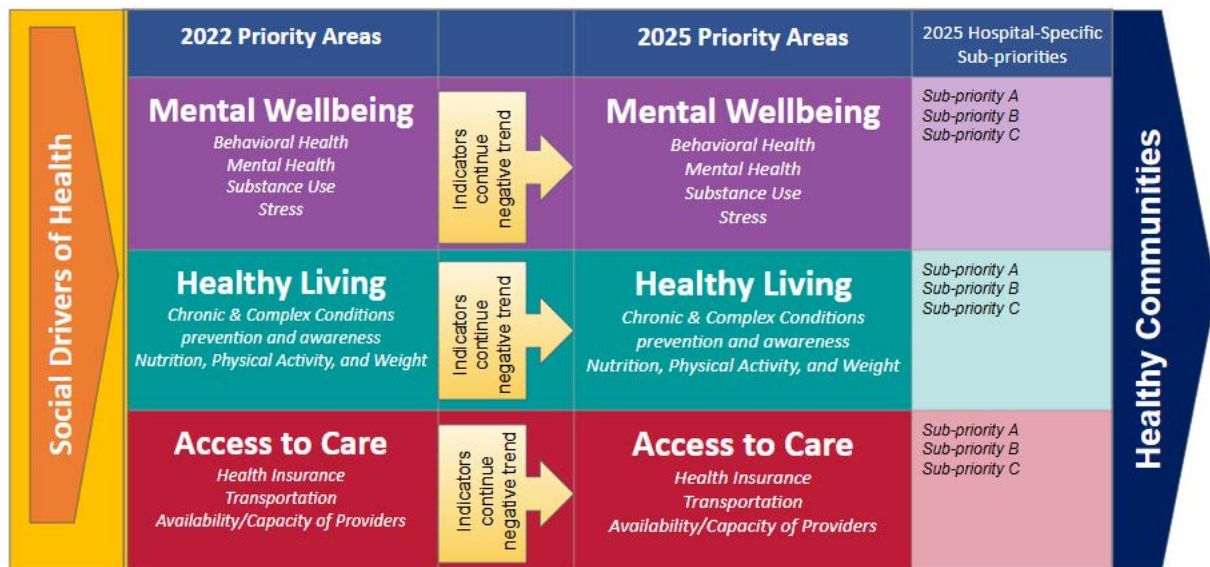 Social Drivers of Health
2022 Priority Areas
2025 Priority Areas
2025 Hospital-Specific
Sub-priorities
Mental Wellbeing
Behavioral Health
Mental Health
Substance Use
Stress
Indicators
continue
negative trend
Mental Wellbeing
Behavioral Health
Mental Health
Substance Use
Stress
Sub-priority A
Sub-priority B
Sub-priority C
Healthy Living
Chronic & Complex Conditions
prevention and awareness
Nutrition, Physical Activity, and Weight
Indicators
continue
negative trend
Healthy Living
Chronic & Complex Conditions
prevention and awareness
Nutrition, Physical Activity, and Weight
Sub-priority A
Sub-priority B
Sub-priority C
Access to Care
Health Insurance
Transportation
Availability/Capacity of Providers
Indicators
continue
negative trend
Access to Care
Health Insurance
Transportation
Availability/Capacity of Providers
Sub-priority A
Sub-priority B
Sub-priority C
Healthy Communities